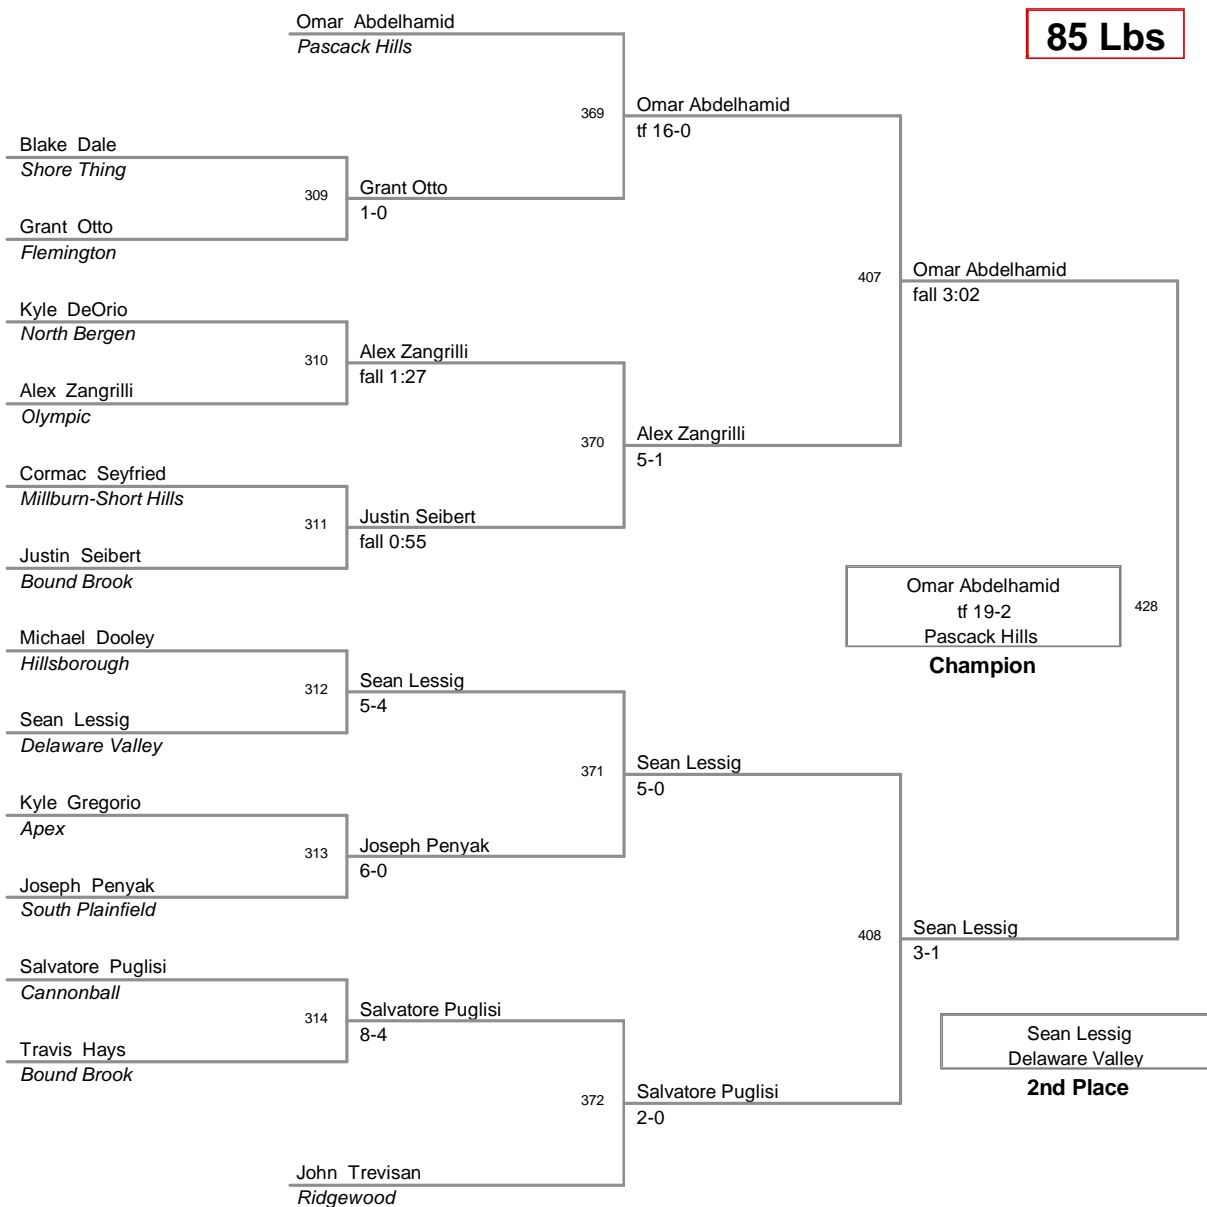 Omar Abdelhamid
Pascack Hills
85 Lbs
369
Omar Abdelhamid
tf 16-0
Blake Dale
Shore Thing
309
Grant Otto
1-0
Grant Otto
Flemington
407
Omar Abdelhamid
fall 3:02
Kyle DeOrio
North Bergen
310
Alex Zangrilli
fall 1:27
Alex Zangrilli
Olympic
370
Alex Zangrilli
5-1
Cormac Seyfried
Millburn-Short Hills
311
Justin Seibert
fall 0:55
Justin Seibert
Bound Brook
Omar Abdelhamid
tf 19-2
Pascack Hills
Champion
428
Michael Dooley
Hillsborough
312
Sean Lessig
5-4
Sean Lessig
Delaware Valley
371
Sean Lessig
5-0
Kyle Gregorio
Apex
313
Joseph Penyak
6-0
Joseph Penyak
South Plainfield
408
Sean Lessig
3-1
Salvatore Puglisi
Cannonball
314
Salvatore Puglisi
8-4
Travis Hays
Bound Brook
Sean Lessig
Delaware Valley
2nd Place
372
Salvatore Puglisi
2-0
John Trevisan
Ridgewood